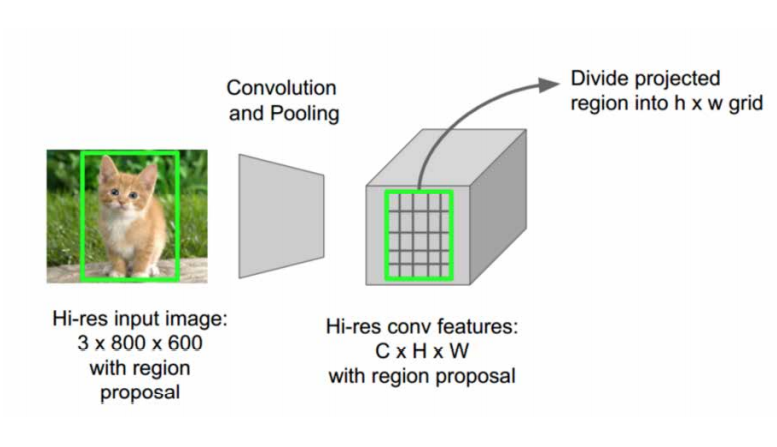 Convolution
and Pooling
Divide projected
region into h x w grid
Hi-res input image:
3 x 800 x 600
with region
proposal
Hi-res conv features:
C x H x W
with region proposal